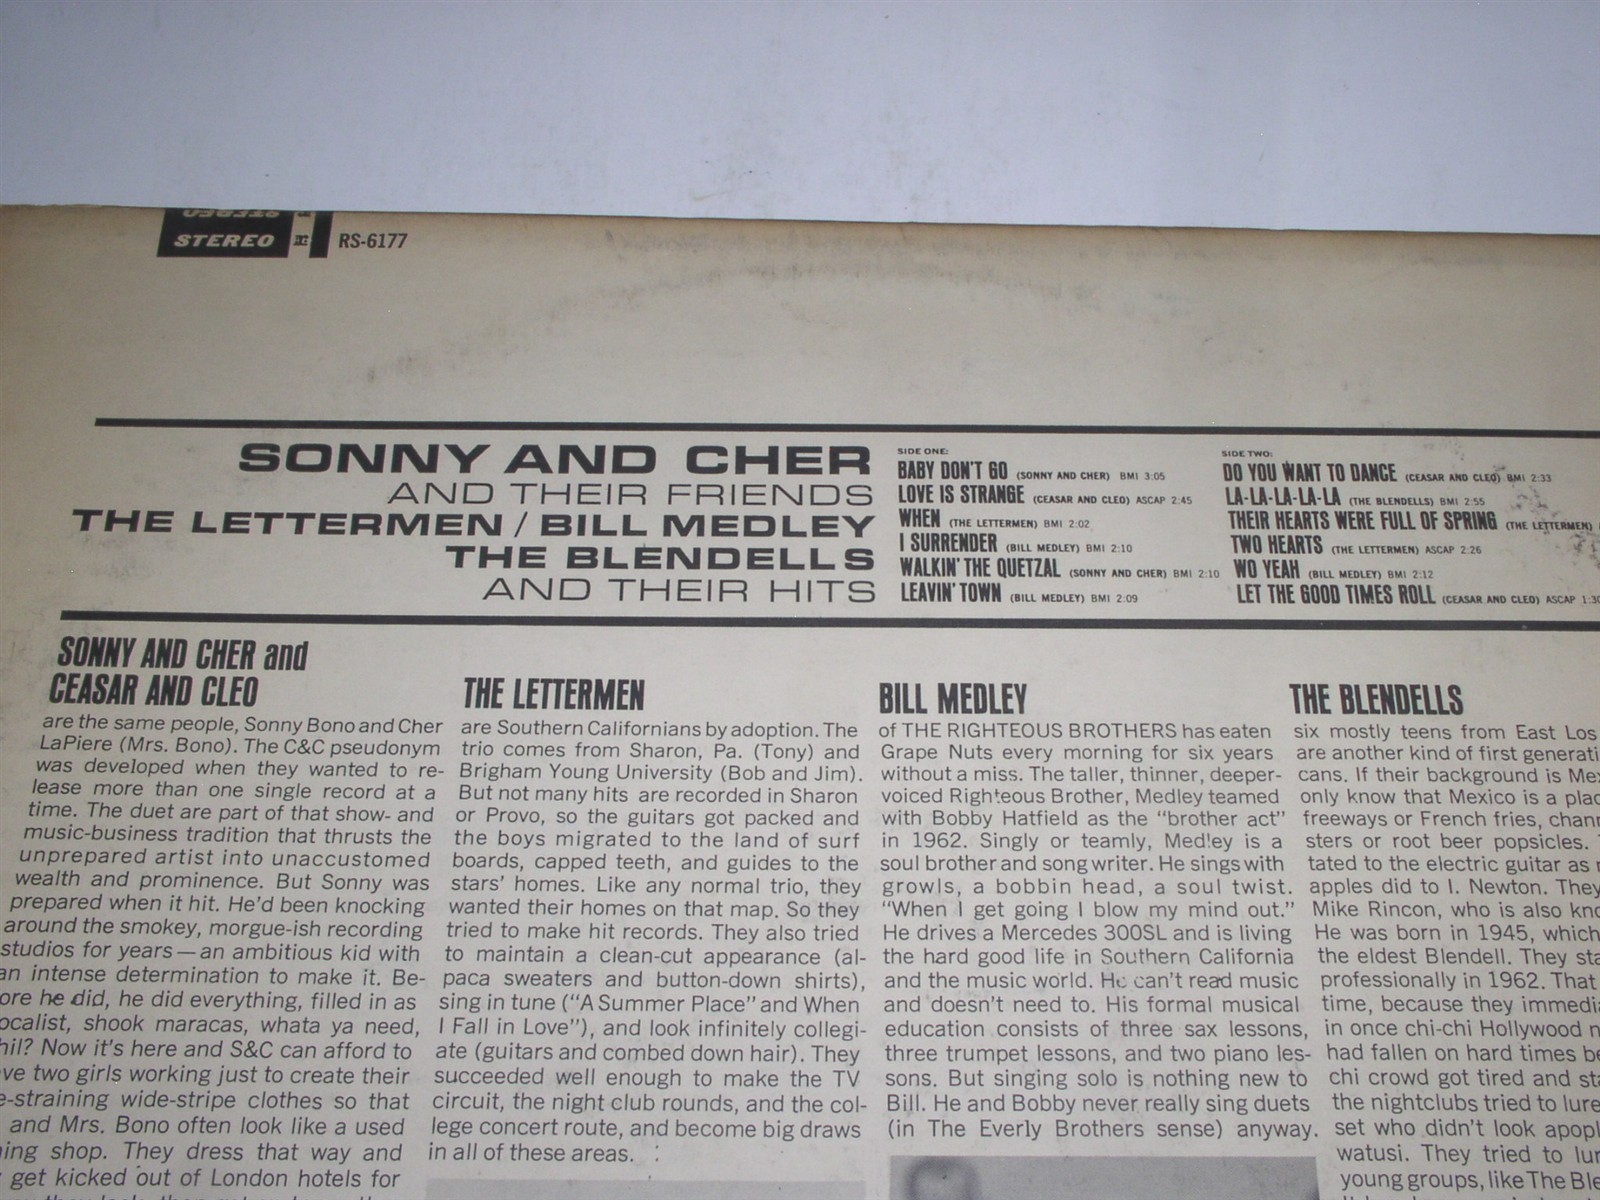 STEREO
RS-6177
SONNY AND CHER
AND THEIR FRIENDS
THE LETTERMEN / BILL MEDLEY
THE BLENDELLS
AND THEIR HITS
SIDE ONE:
BABY DON'T GO (SONNY AND CHER) BMI 3:05
LOVE IS STRANGE (CEASAR AND CLEO) ASCAP 2:45
WHEN (THE LETTERMEN) BMI 2:02
I SURRENDER (BILL MEDLEY) BMI 2:10
WALKIN' THE QUETZAL (SONNY AND CHER) BMI 2:10
LEAVIN' TOWN (BILL MEDLEY) BMI 2:09
SIDE TWO:
DO YOU WANT TO DANCE (CEASAR AND CLEO) BMI 2:33
LA-LA-LA-LA-LA (THE BLENDELLS) BMI 2:55
THEIR HEARTS WERE FULL OF SPRING (THE LETTERMEN)
TWO HEARTS (THE LETTERMEN) ASCAP 2:26
WO YEAH (BILL MEDLEY) BMI 2:12
LET THE GOOD TIMES ROLL (CEASAR AND CLEO) ASCAP
SONNY AND CHER and
CEASAR AND CLEO
are the same people, Sonny Bono and Cher
LaPiere (Mrs. Bono). The C&C pseudonym
was developed when they wanted to re-
lease more than one single record at a
time. The duet are part of that show- and
music-business tradition that thrusts the
unprepared artist into unaccustomed
wealth and prominence. But Sonny was
prepared when it hit. He'd been knocking
around the smokey, morgue-ish recording
studios for years—an ambitious kid with
an intense determination to make it. Be-
ore he did, he did everything, filled in as
ocalist, shook maracas, whata ya need,
hil? Now it's here and S&C can afford to
ve two girls working just to create their
e-straining wide-stripe clothes so that
and Mrs. Bono often look like a used
ing shop. They dress that way and
get kicked out of London hotels for
THE LETTERMEN
are Southern Californians by adoption. The
trio comes from Sharon, Pa. (Tony) and
Brigham Young University (Bob and Jim).
But not many hits are recorded in Sharon
or Provo, so the guitars got packed and
the boys migrated to the land of surf
boards, capped teeth, and guides to the
stars' homes. Like any normal trio, they
wanted their homes on that map. So they
tried to make hit records. They also tried
to maintain a clean-cut appearance (al-
paca sweaters and button-down shirts),
sing in tune ("A Summer Place" and When
I Fall in Love"), and look infinitely collegi-
ate (guitars and combed down hair). They
succeeded well enough to make the TV
circuit, the night club rounds, and the col-
lege concert route, and become big draws
in all of these areas.
BILL MEDLEY
of THE RIGHTEOUS BROTHERS has eaten
Grape Nuts every morning for six years
without a miss. The taller, thinner, deeper-
voiced Righteous Brother, Medley teamed
with Bobby Hatfield as the "brother act"
in 1962. Singly or teamly, Medley is a
soul brother and song writer. He sings with
growls, a bobbin head, a soul twist.
"When I get going I blow my mind out."
He drives a Mercedes 300SL and is living
the hard good life in Southern California
and the music world. He can't read music
and doesn't need to. His formal musical
education consists of three sax lessons,
three trumpet lessons, and two piano les-
sons. But singing solo is nothing new to
Bill. He and Bobby never really sing duets
(in The Everly Brothers sense) anyway.
THE BLENDELLS
six mostly teens from East Los
are another kind of first generati
cans. If their background is Me
only know that Mexico is a plac
freeways or French fries, chan
sters or root beer popsicles.
tated to the electric guitar as
apples did to I. Newton. They
Mike Rincon, who is also kno
He was born in 1945, which
the eldest Blendell. They sta
professionally in 1962. That
time, because they immedi
in once chi-chi Hollywood n
had fallen on hard times be
chi crowd got tired and sta
the nightclubs tried to lure
set who didn't look apopl
watusi. They tried to lur
young groups, like The Ble